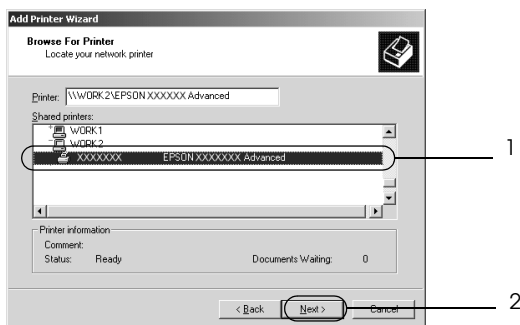 Add Printer Wizard
Browse For Printer
Locate your network printer
Printer: \\WORK2\EPSON XXXXXX Advanced
Shared printers:
WORK1
WORK2
XXXXXXX EPSON XXXXXXX Advanced
1
Printer information
Comment:
Status: Ready Documents Waiting: 0
< Back Next > Cancel
2